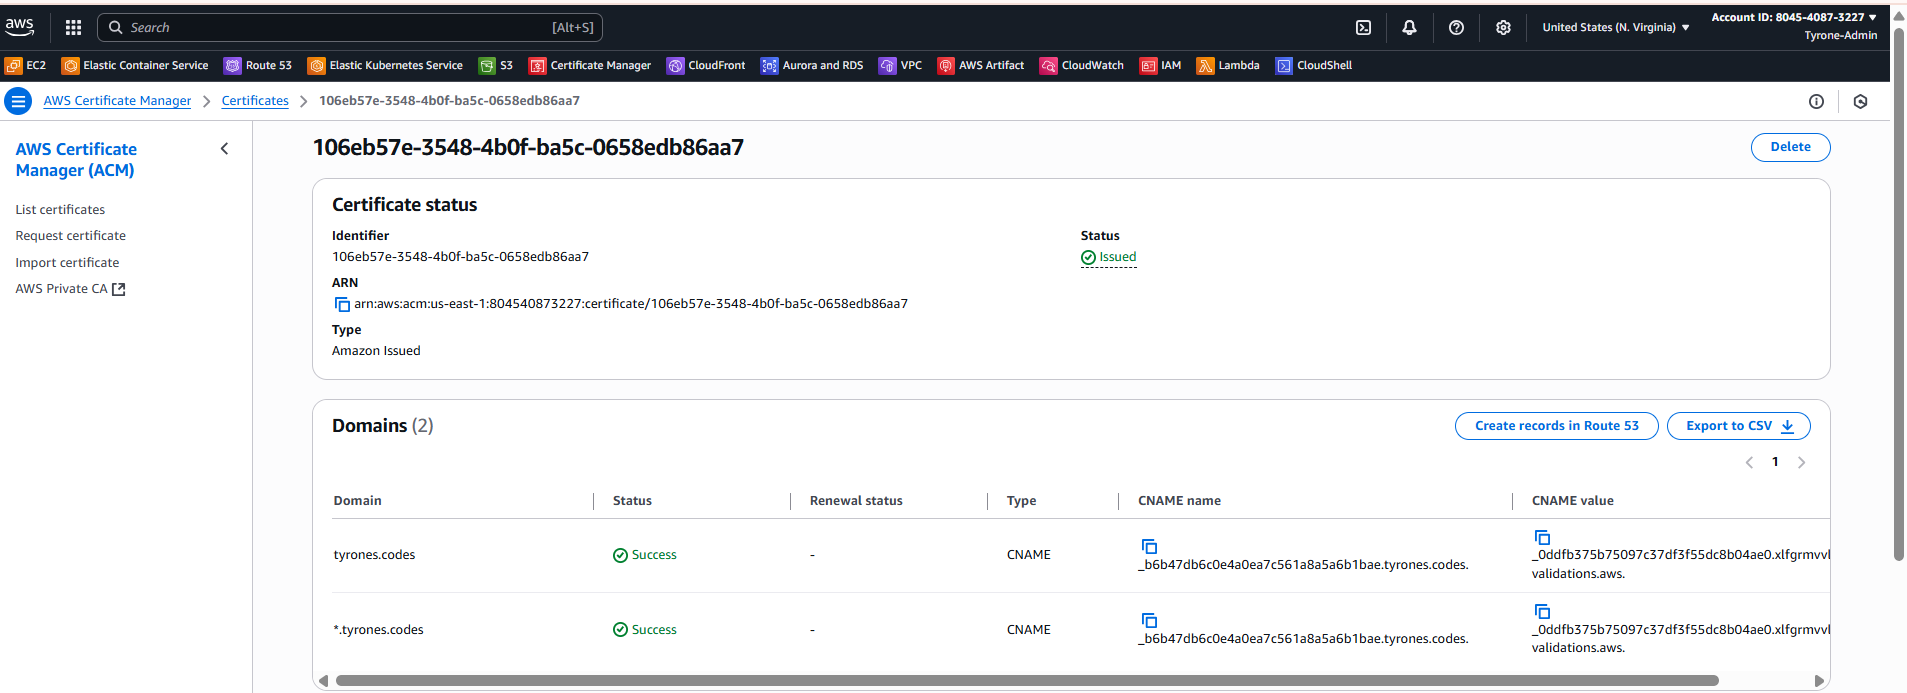 aws
Search [Alt+S]
United States (N. Virginia)
Account ID: 8045-4087-3227
Tyrone-Admin
EC2 Elastic Container Service Route 53 Elastic Kubernetes Service S3 Certificate Manager CloudFront Aurora and RDS VPC AWS Artifact CloudWatch IAM Lambda CloudShell
AWS Certificate Manager Certificates 106eb57e-3548-4b0f-ba5c-0658edb86aa7
AWS Certificate
Manager (ACM)
List certificates
Request certificate
Import certificate
AWS Private CA
106eb57e-3548-4b0f-ba5c-0658edb86aa7
Delete
Certificate status
Identifier
106eb57e-3548-4b0f-ba5c-0658edb86aa7
Status
Issued
ARN
arn:aws:acm:us-east-1:804540873227:certificate/106eb57e-3548-4b0f-ba5c-0658edb86aa7
Type
Amazon Issued
Domains (2)
Create records in Route 53
Export to CSV
1
Domain Status Renewal status Type CNAME name CNAME value
tyrones.codes Success - CNAME _b6b47db6c0e4a0ea7c561a8a5a6b1bae.tyrones.codes. _0ddfb375b75097c37df3f55dc8b04ae0.xlfgrmvvl
validations.aws.
*.tyrones.codes Success - CNAME _b6b47db6c0e4a0ea7c561a8a5a6b1bae.tyrones.codes. _0ddfb375b75097c37df3f55dc8b04ae0.xlfgrmvvl
validations.aws.